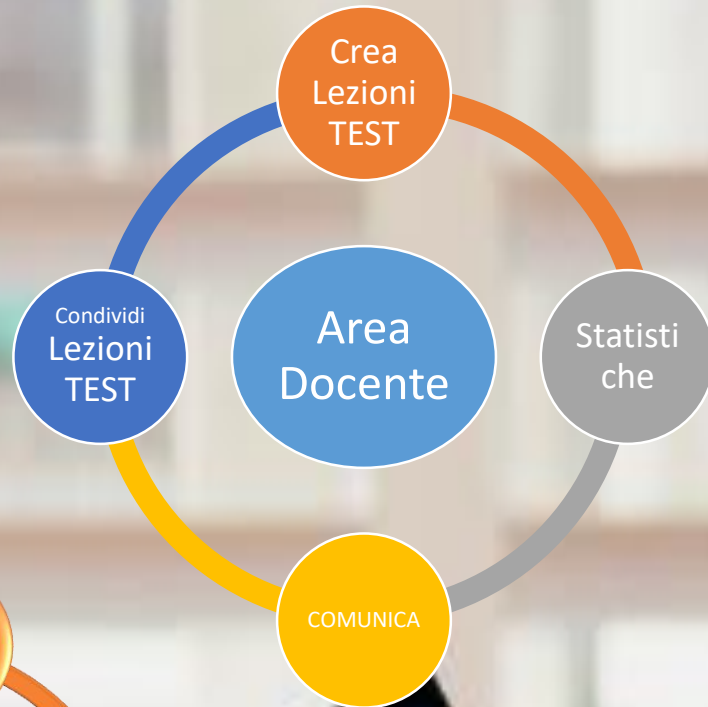 Crea
Lezioni
TEST
Condividi
Lezioni
TEST
Area
Docente
Statisti
che
COMUNICA